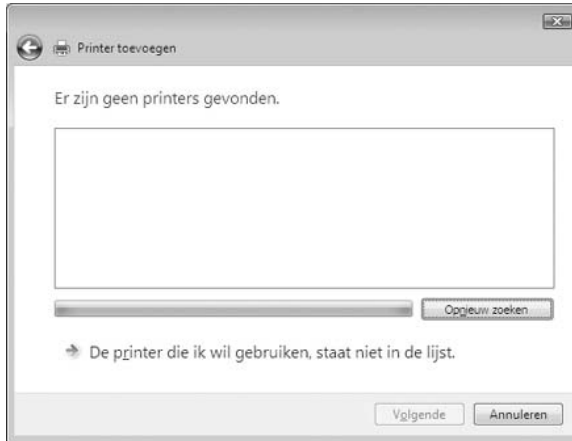 Printer toevoegen
Er zijn geen printers gevonden.
Opnieuw zoeken
De printer die ik wil gebruiken, staat niet in de lijst.
Volgende Annuleren